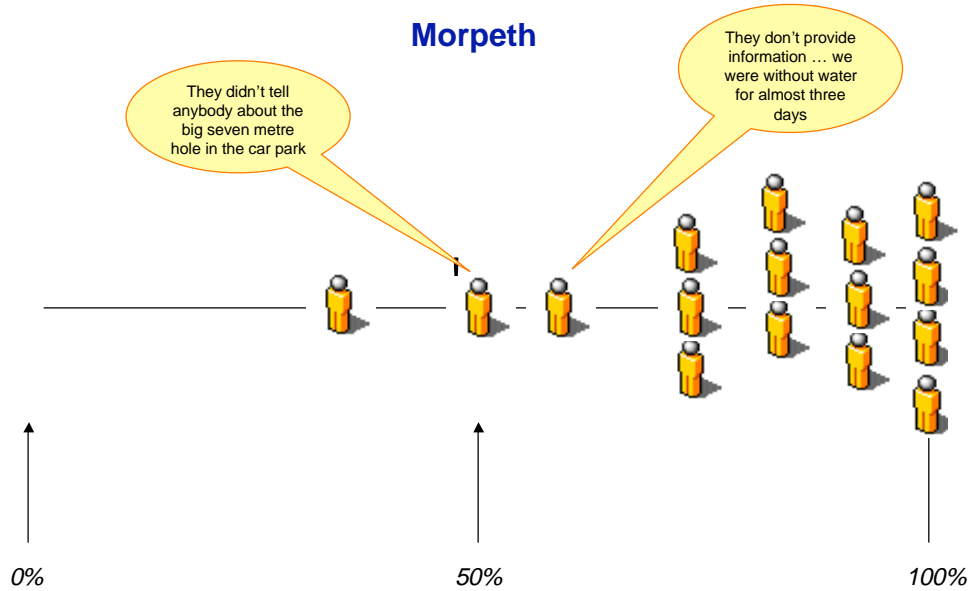 Morpeth
They didn’t tell
anybody about the
big seven metre
hole in the car park
They don’t provide
information … we
were without water
for almost three
days
0%
50%
100%